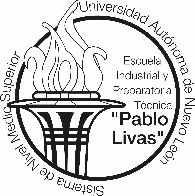 Sistema de Nivel Medio Superior
Universidad Autónoma de Nuevo León
Escuela
Industrial y
Preparatoria
Técnica
"Pablo
Livas"